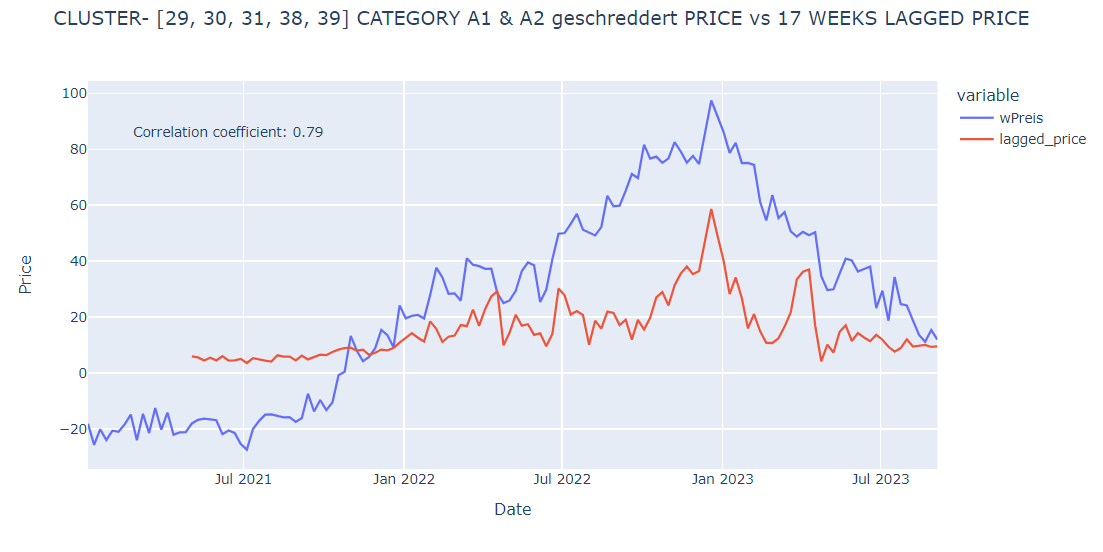 CLUSTER- [29, 30, 31, 38, 39] CATEGORY A1 & A2 geschreddert PRICE vs 17 WEEKS LAGGED PRICE
variable
wPreis
lagged_price
Correlation coefficient: 0.79
Price
100
80
60
40
20
0
−20
Jul 2021 Jan 2022 Jul 2022 Jan 2023 Jul 2023
Date